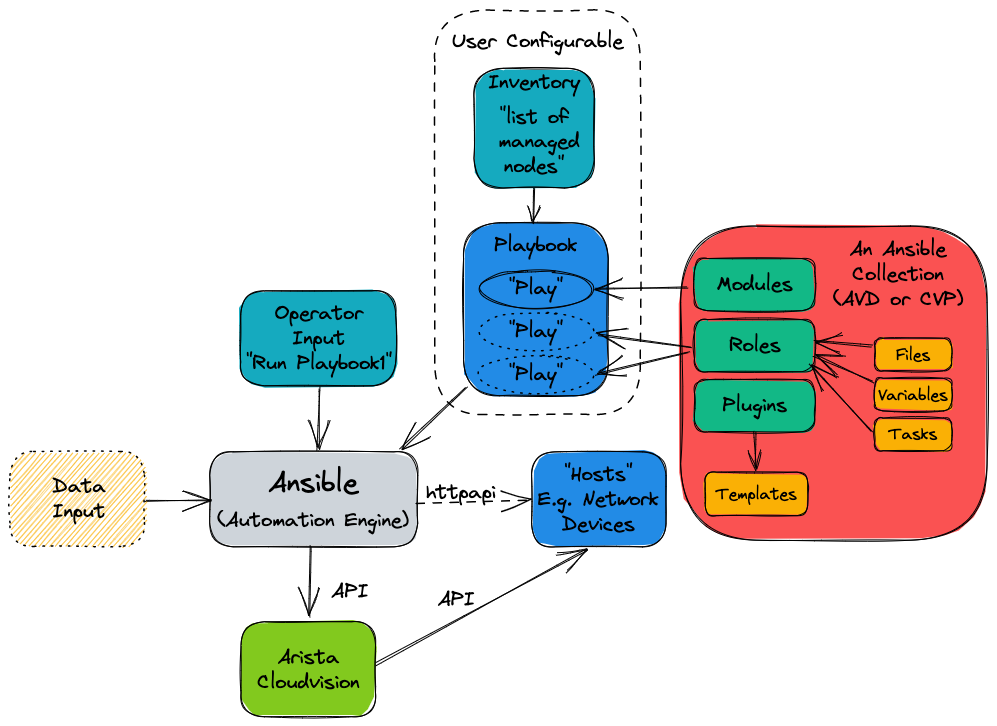 User Configurable
Inventory
"list of
managed
nodes"
Playbook
"Play"
"Play"
"Play"
An Ansible
Collection
(AVD or CVP)
Modules
Roles
Plugins
Files
Variables
Tasks
Templates
Operator
Input
"Run Playbook1"
Data
Input
Ansible
(Automation Engine)
httpapi
"Hosts"
E.g. Network
Devices
API
API
Arista
Cloudvision